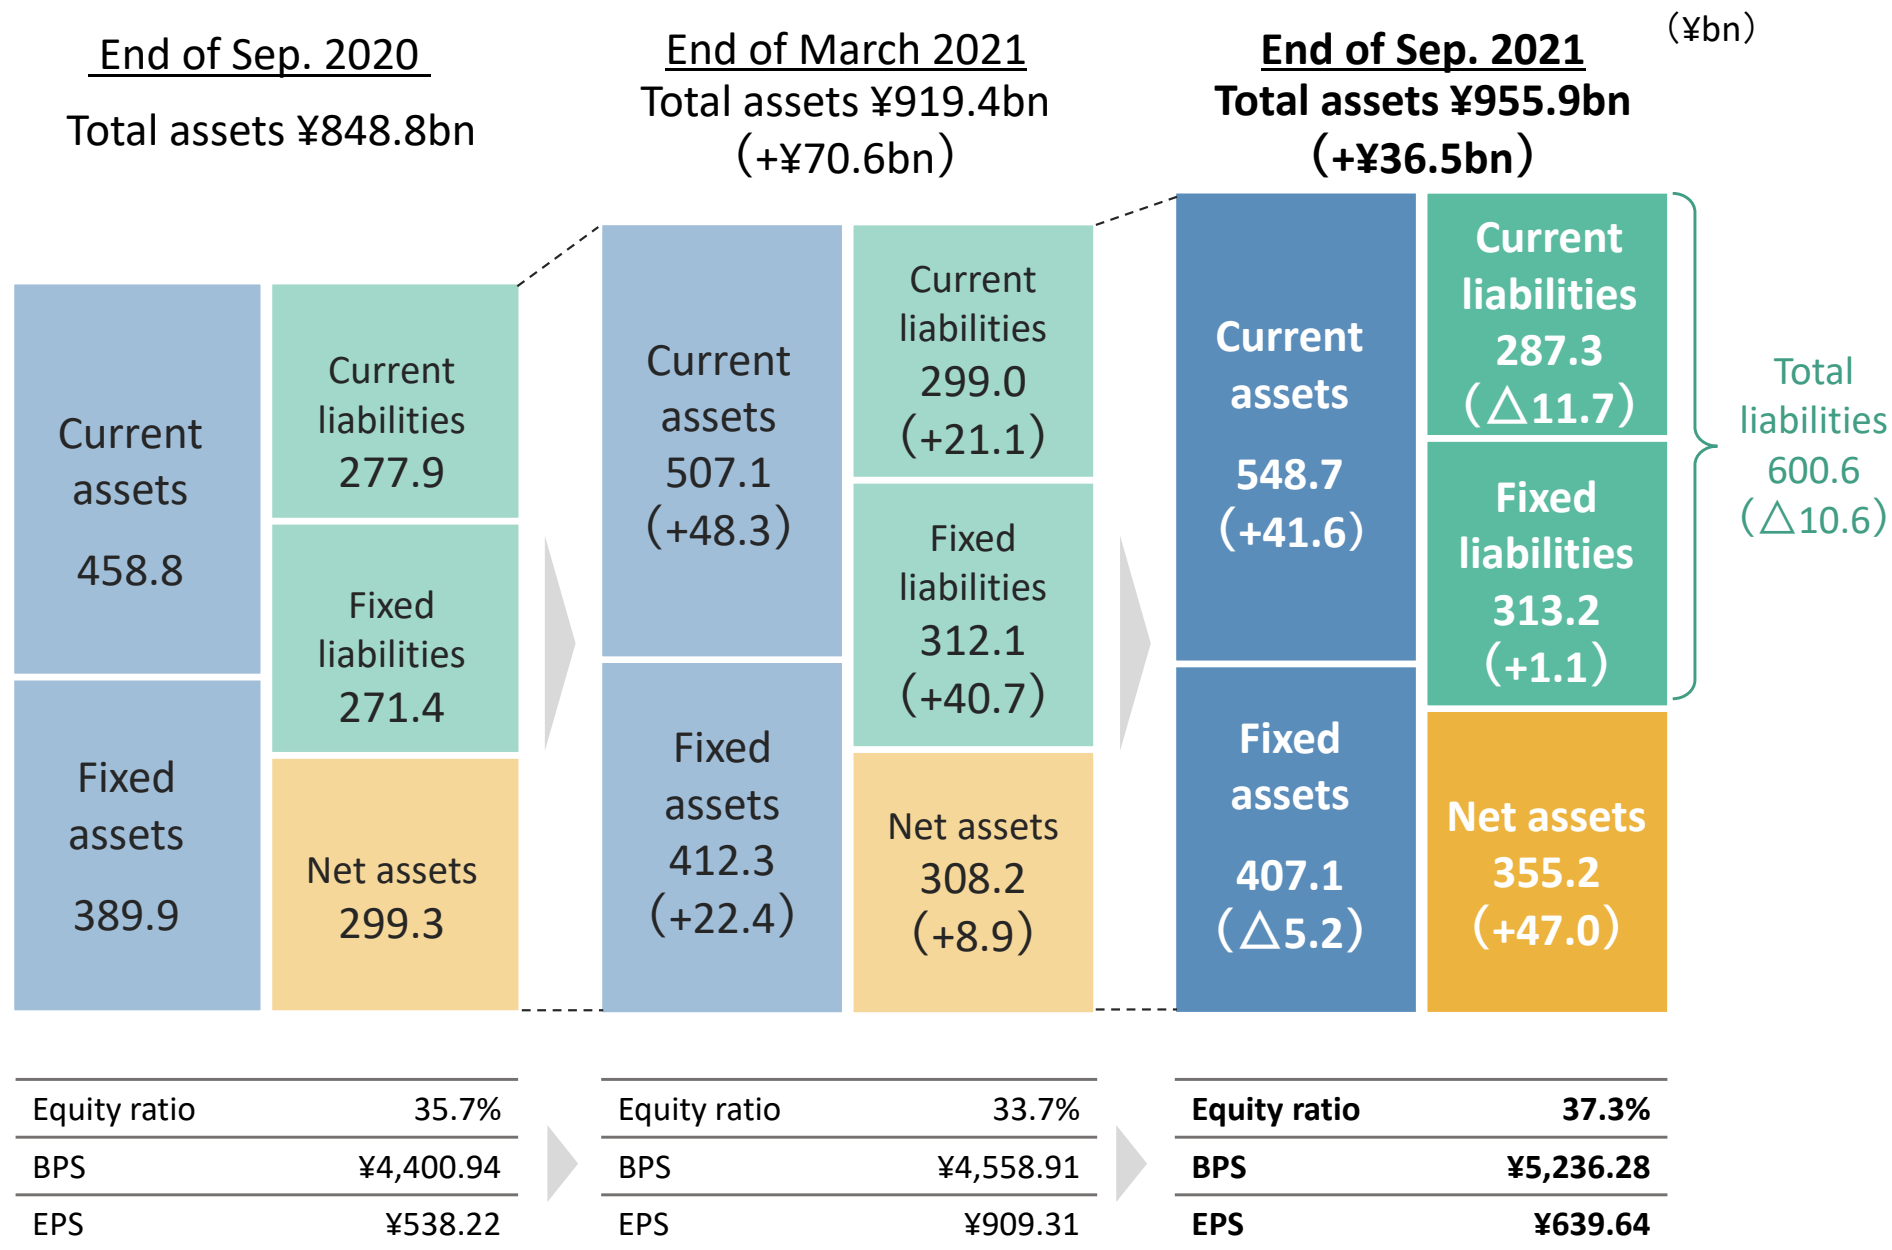 （¥bn）
End of Sep. 2020
Total assets ¥848.8bn
Current
assets
458.8
Fixed
assets
389.9
Current
liabilities
277.9
Fixed
liabilities
271.4
Net assets
299.3
Equity ratio 35.7%
BPS ¥4,400.94
EPS ¥538.22
End of March 2021
Total assets ¥919.4bn
（+¥70.6bn）
Current
assets
507.1
（+48.3）
Fixed
assets
412.3
（+22.4）
Current
liabilities
299.0
（+21.1）
Fixed
liabilities
312.1
（+40.7）
Net assets
308.2
（+8.9）
Equity ratio 33.7%
BPS ¥4,558.91
EPS ¥909.31
End of Sep. 2021
Total assets ¥955.9bn
（+¥36.5bn）
Current
assets
548.7
（+41.6）
Fixed
assets
407.1
（△5.2）
Current
liabilities
287.3
（△11.7）
Fixed
liabilities
313.2
（+1.1）
Net assets
355.2
（+47.0）
Total
liabilities
600.6
（△10.6）
Equity ratio 37.3%
BPS ¥5,236.28
EPS ¥639.64